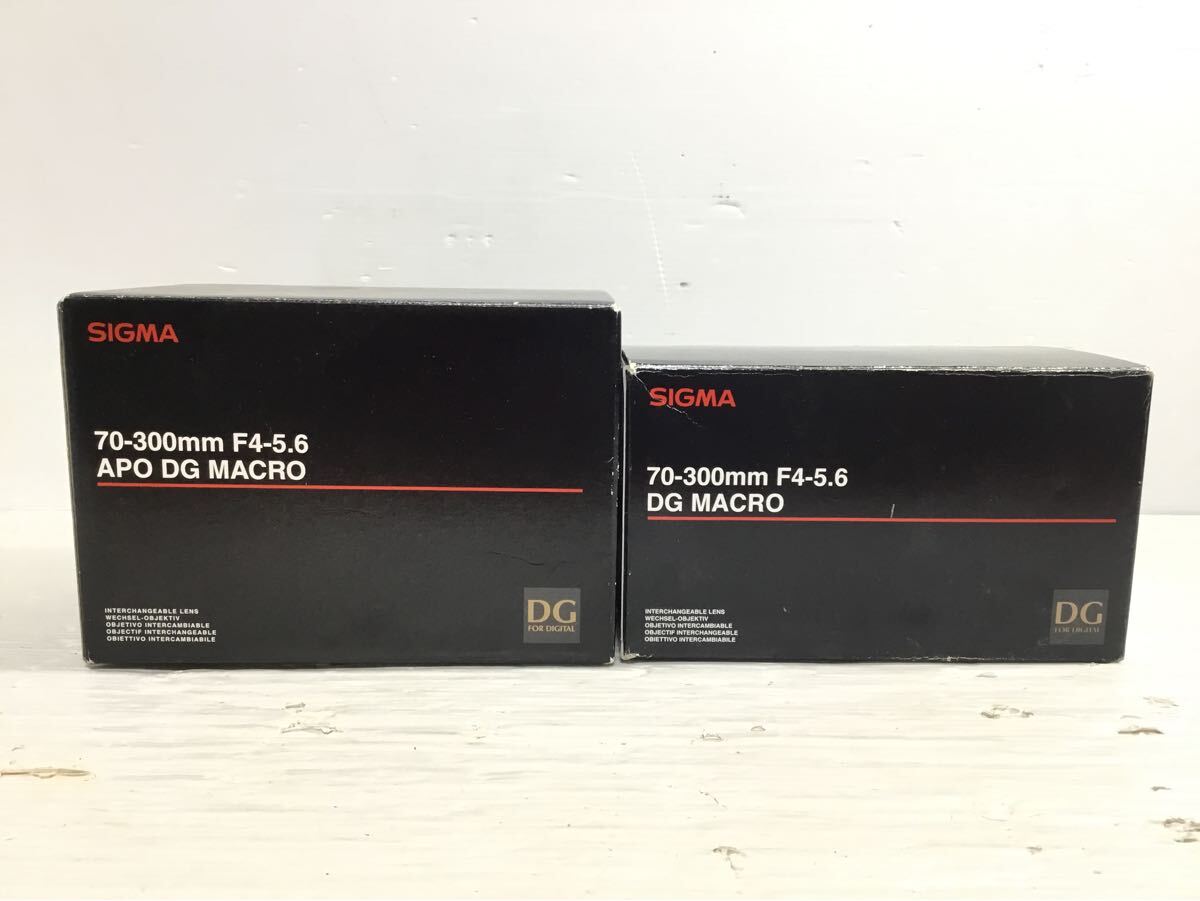 SIGMA
70-300mm F4-5.6
APO DG MACRO
INTERCHANGEABLE LENS
WECHSEL-OBJEKTIV
OBJETIVO INTERCAMBIABLE
OBJECTIF INTERCHANGEABLE
OBIETTIVO INTERCAMBIABILE
DG
FOR DIGITAL
SIGMA
70-300mm F4-5.6
DG MACRO
INTERCHANGEABLE LENS
WECHSEL-OBJEKTIV
OBJETIVO INTERCAMBIABLE
OBJECTIF INTERCHANGEABLE
OBIETTIVO INTERCAMBIABILE
DG
FOR DIGITAL